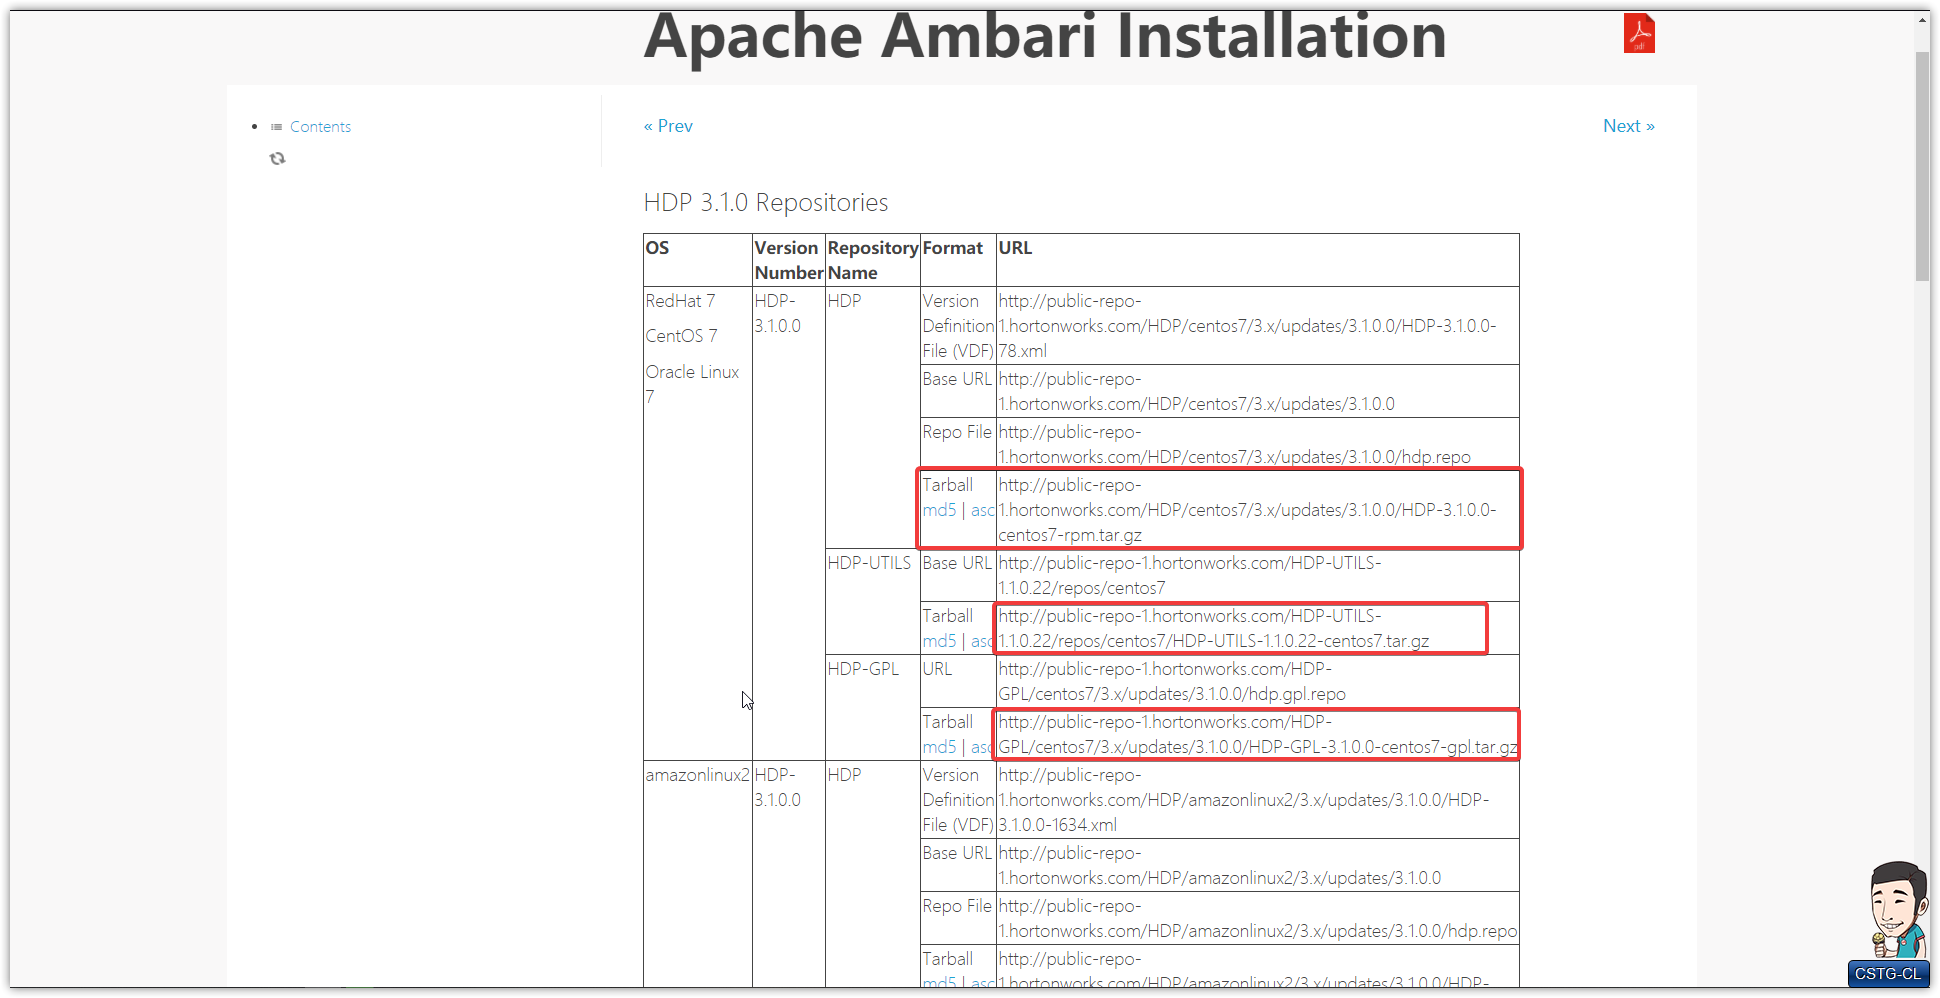 Apache Ambari Installation
pdf
Contents
« Prev
Next »
HDP 3.1.0 Repositories
OS
Version
Number
Repository
Name
Format
URL
RedHat 7
CentOS 7
Oracle Linux
7
HDP-
3.1.0.0
HDP
Version
Definition
File (VDF)
http://public-repo-
1.hortonworks.com/HDP/centos7/3.x/updates/3.1.0.0/HDP-3.1.0.0-
78.xml
Base URL
http://public-repo-
1.hortonworks.com/HDP/centos7/3.x/updates/3.1.0.0
Repo File
http://public-repo-
1.hortonworks.com/HDP/centos7/3.x/updates/3.1.0.0/hdp.repo
Tarball
md5 | asc
http://public-repo-
1.hortonworks.com/HDP/centos7/3.x/updates/3.1.0.0/HDP-3.1.0.0-
centos7-rpm.tar.gz
HDP-UTILS
Base URL
http://public-repo-1.hortonworks.com/HDP-UTILS-
1.1.0.22/repos/centos7
Tarball
md5 | asc
http://public-repo-1.hortonworks.com/HDP-UTILS-
1.1.0.22/repos/centos7/HDP-UTILS-1.1.0.22-centos7.tar.gz
HDP-GPL
URL
http://public-repo-1.hortonworks.com/HDP-
GPL/centos7/3.x/updates/3.1.0.0/hdp.gpl.repo
Tarball
md5 | asc
http://public-repo-1.hortonworks.com/HDP-
GPL/centos7/3.x/updates/3.1.0.0/HDP-GPL-3.1.0.0-centos7-gpl.tar.gz
amazonlinux2
HDP-
3.1.0.0
HDP
Version
Definition
File (VDF)
http://public-repo-
1.hortonworks.com/HDP/amazonlinux2/3.x/updates/3.1.0.0/HDP-
3.1.0.0-1634.xml
Base URL
http://public-repo-
1.hortonworks.com/HDP/amazonlinux2/3.x/updates/3.1.0.0
Repo File
http://public-repo-
1.hortonworks.com/HDP/amazonlinux2/3.x/updates/3.1.0.0/hdp.repo
Tarball
md5 | asc
http://public-repo-
1.hortonworks.com/HDP/amazonlinux2/3.x/updates/3.1.0.0/HDP-
CSTG-CL